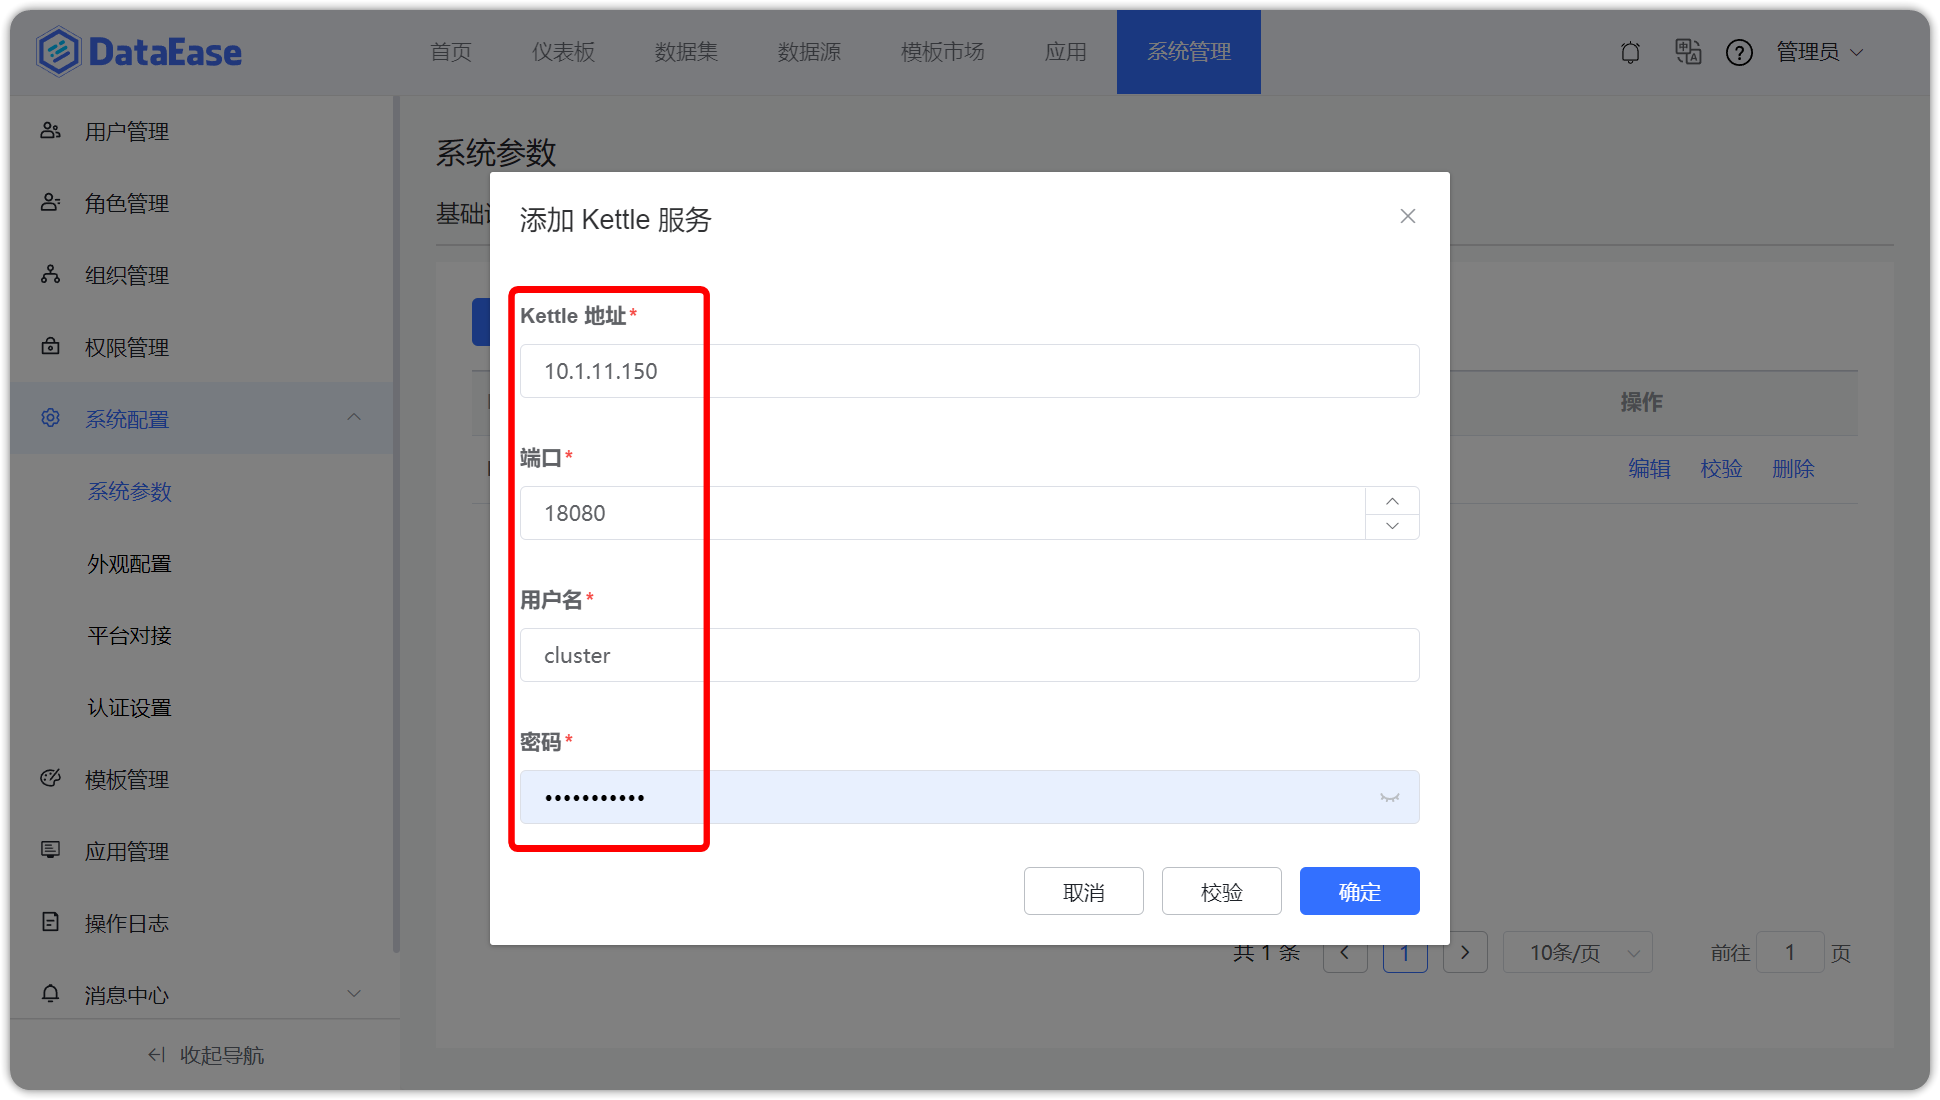 DataEase
首页 仪表板 数据集 数据源 模板市场 应用 系统管理 管理员
用户管理
角色管理
组织管理
权限管理
系统配置
系统参数
外观配置
平台对接
认证设置
模板管理
应用管理
操作日志
消息中心
收起导航
系统参数
基础
添加 Kettle 服务
Kettle 地址*
10.1.11.150
端口*
18080
用户名*
cluster
密码*
•••••••••••
取消 校验 确定
操作
编辑 校验 删除
共 1 条 1 10条/页 前往 1 页